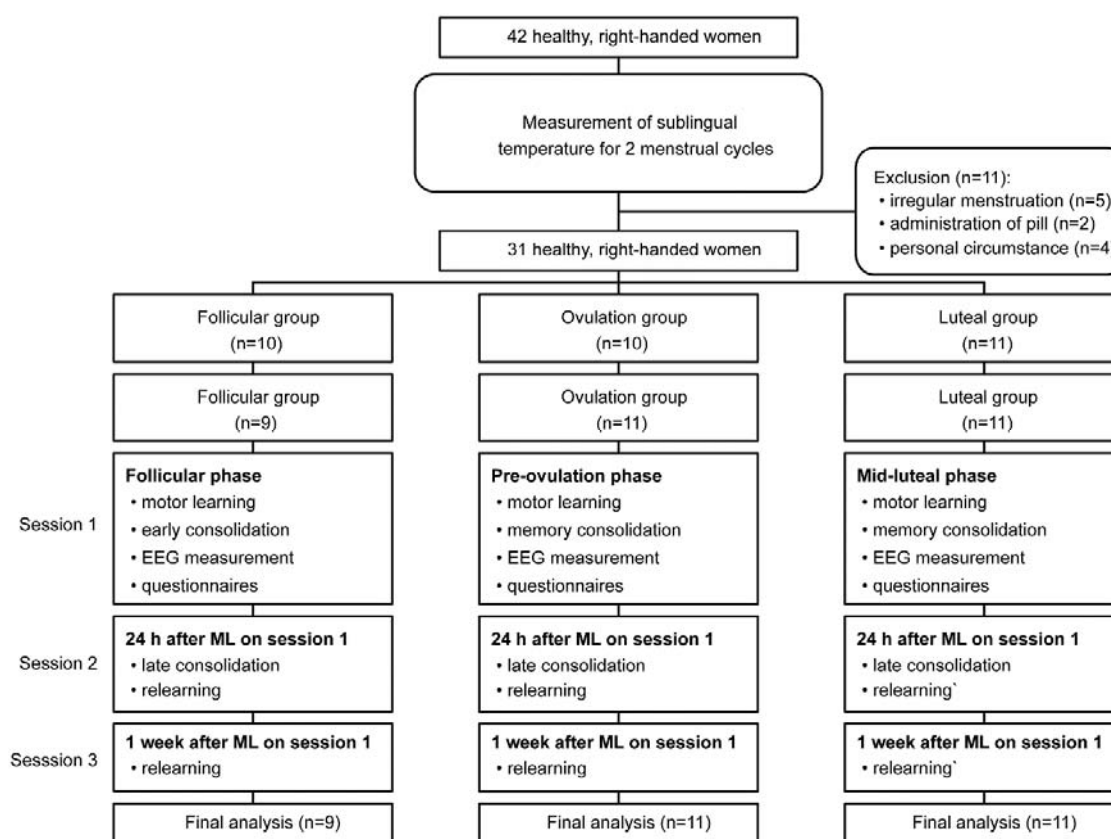 42 healthy, right-handed women
Measurement of sublingual
temperature for 2 menstrual cycles
Exclusion (n=11):
• irregular menstruation (n=5)
• administration of pill (n=2)
• personal circumstance (n=4
31 healthy, right-handed women
Follicular group
(n=10)
Ovulation group
(n=10)
Luteal group
(n=11)
Follicular group
(n=9)
Ovulation group
(n=11)
Luteal group
(n=11)
Session 1
Follicular phase
• motor learning
• early consolidation
• EEG measurement
• questionnaires
Pre-ovulation phase
• motor learning
• memory consolidation
• EEG measurement
• questionnaires
Mid-luteal phase
• motor learning
• memory consolidation
• EEG measurement
• questionnaires
Session 2
24 h after ML on session 1
• late consolidation
• relearning
24 h after ML on session 1
• late consolidation
• relearning
24 h after ML on session 1
• late consolidation
• relearning`
Sesssion 3
1 week after ML on session 1
• relearning
1 week after ML on session 1
• relearning
1 week after ML on session 1
• relearning`
Final analysis (n=9)
Final analysis (n=11)
Final analysis (n=11)